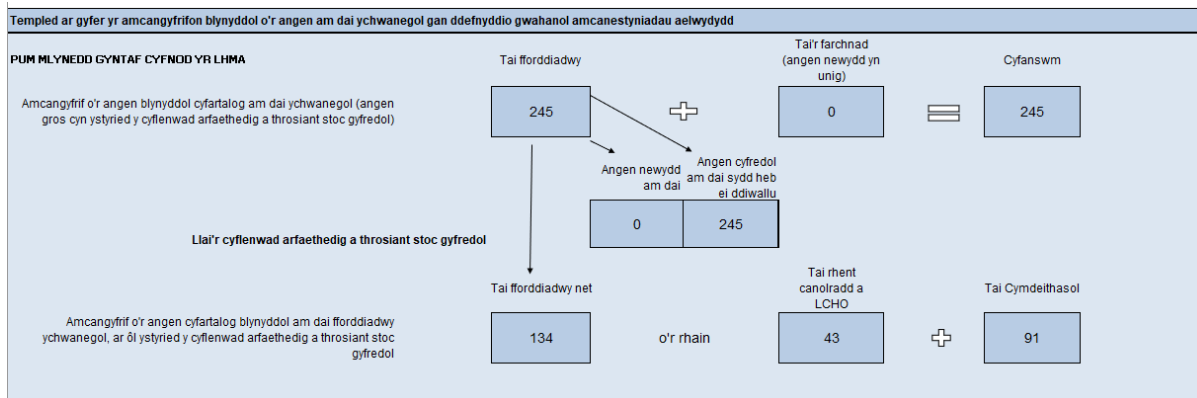 Templed ar gyfer yr amcangyfrifon blynyddol o'r angen am dai ychwanegol gan ddefnyddio gwahanol amcanestyniadau aelwydydd
PUM MLYNEDD GYNTAF CYFNOD YR LHMA
Tai fforddiadwy
Tai'r farchnad
(angen newydd yn
unig)
Cyfanswm
Amcangyfrif o'r angen blynyddol cyfartalog am dai ychwanegol (angen
gros cyn ystyried y cyflenwad arfaethedig a throsiant stoc gyfredol)
245
0
245
Angen newydd
am dai
Angen cyfredol
am dai sydd heb
ei ddiwallu
0
245
Llai'r cyflenwad arfaethedig a throsiant stoc gyfredol
Tai fforddiadwy net
Tai rhent
canolradd a
LCHO
Tai Cymdeithasol
Amcangyfrif o'r angen cyfartalog blynyddol am dai fforddiadwy
ychwanegol, ar ôl ystyried y cyflenwad arfaethedig a throsiant stoc
gyfredol
134
o'r rhain
43
91